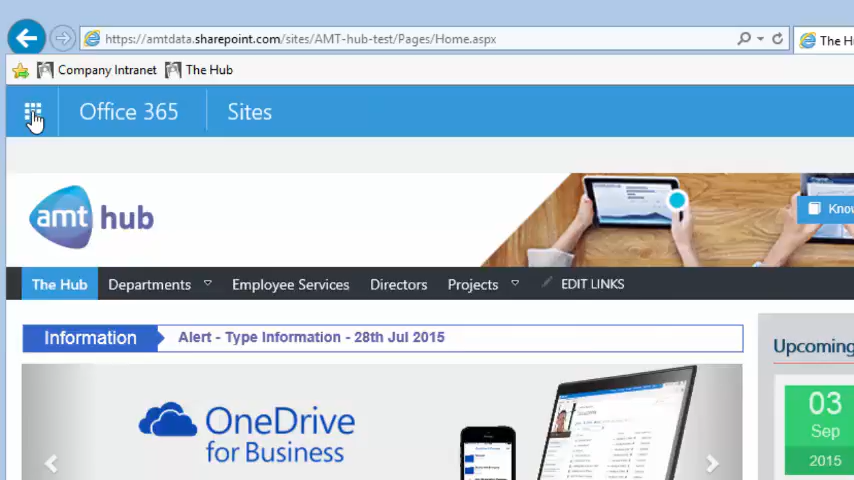 https://amtdata.sharepoint.com/sites/AMT-hub-test/Pages/Home.aspx
The H
Company Intranet The Hub
Office 365 Sites
amt hub
Know
The Hub Departments Employee Services Directors Projects EDIT LINKS
Information Alert - Type Information - 28th Jul 2015
Upcoming
OneDrive
for Business
03
Sep
2015